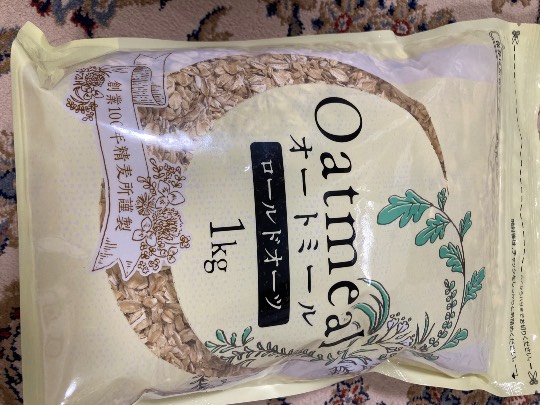 Oatmeal
オートミール
ロールドオーツ
1kg
創業100年精麦所謹製